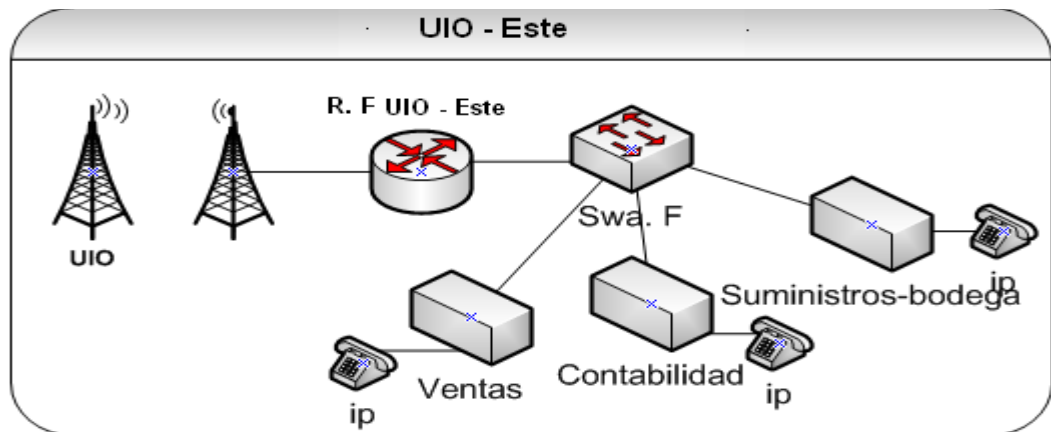 UIO - Este
R. F UIO - Este
UIO
Swa. F
Suministros-bodega
ip
Ventas
ip
Contabilidad
ip